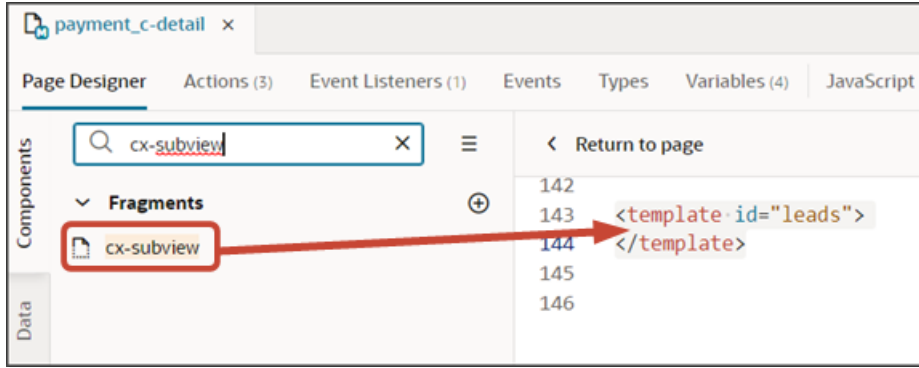 payment_c-detail ×
Page Designer Actions (3) Event Listeners (1) Events Types Variables (4) JavaScript
Components
Data
cx-subview ×
Fragments
cx-subview
Return to page
142
143 <template id="leads">
144 </template>
145
146